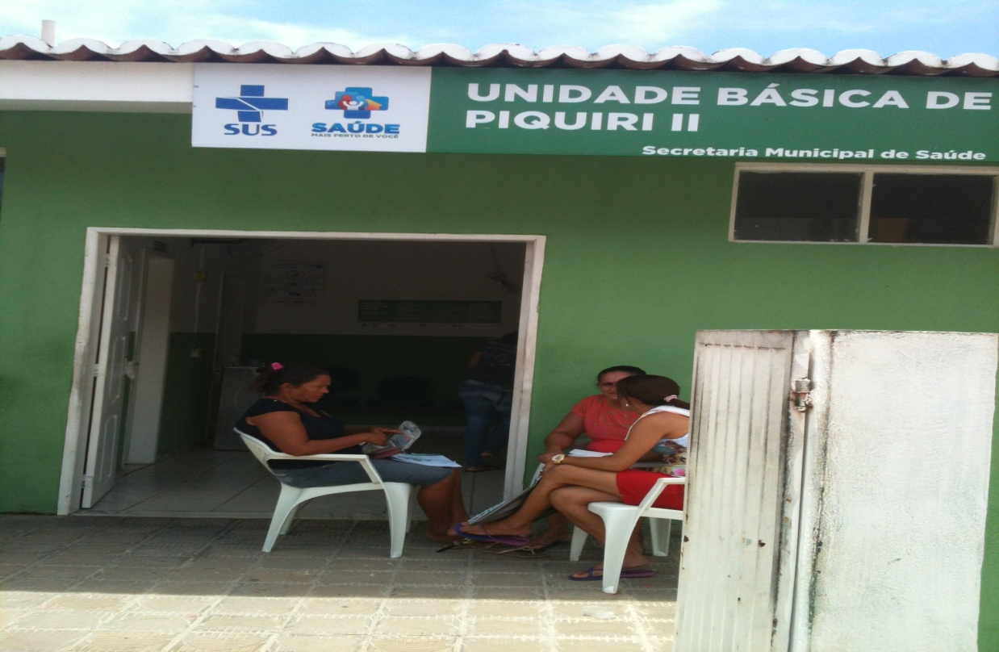 SUS
SAÚDE
MAIS PERTO DE VOCÊ
UNIDADE BÁSICA DE
PIQUIRI II
Secretaria Municipal de Saúde